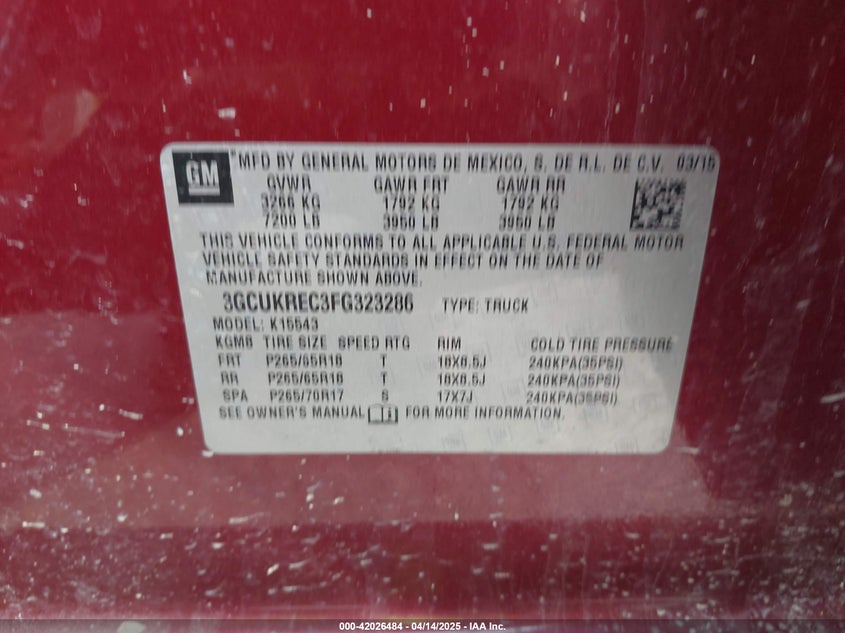 GM
MFD BY GENERAL MOTORS DE MEXICO, S. DE R.L. DE C.V. 03/15
GVWR GAWR FRT GAWR RR
3266 KG 1792 KG 1792 KG
7200 LB 3950 LB 3950 LB
THIS VEHICLE CONFORMS TO ALL APPLICABLE U.S. FEDERAL MOTOR
VEHICLE SAFETY STANDARDS IN EFFECT ON THE DATE OF
MANUFACTURE SHOWN ABOVE.
3GCUKREC3FG323286 TYPE: TRUCK
MODEL: K15543
KGMB TIRE SIZE SPEED RTG RIM COLD TIRE PRESSURE
FRT P265/65R18 T 18X8.5J 240KPA(35PSI)
RR P265/65R18 T 18X8.5J 240KPA(35PSI)
SPA P265/70R17 S 17X7J 240KPA(35PSI)
SEE OWNER'S MANUAL FOR MORE INFORMATION.
000-42026484 - 04/14/2025 - IAA Inc.